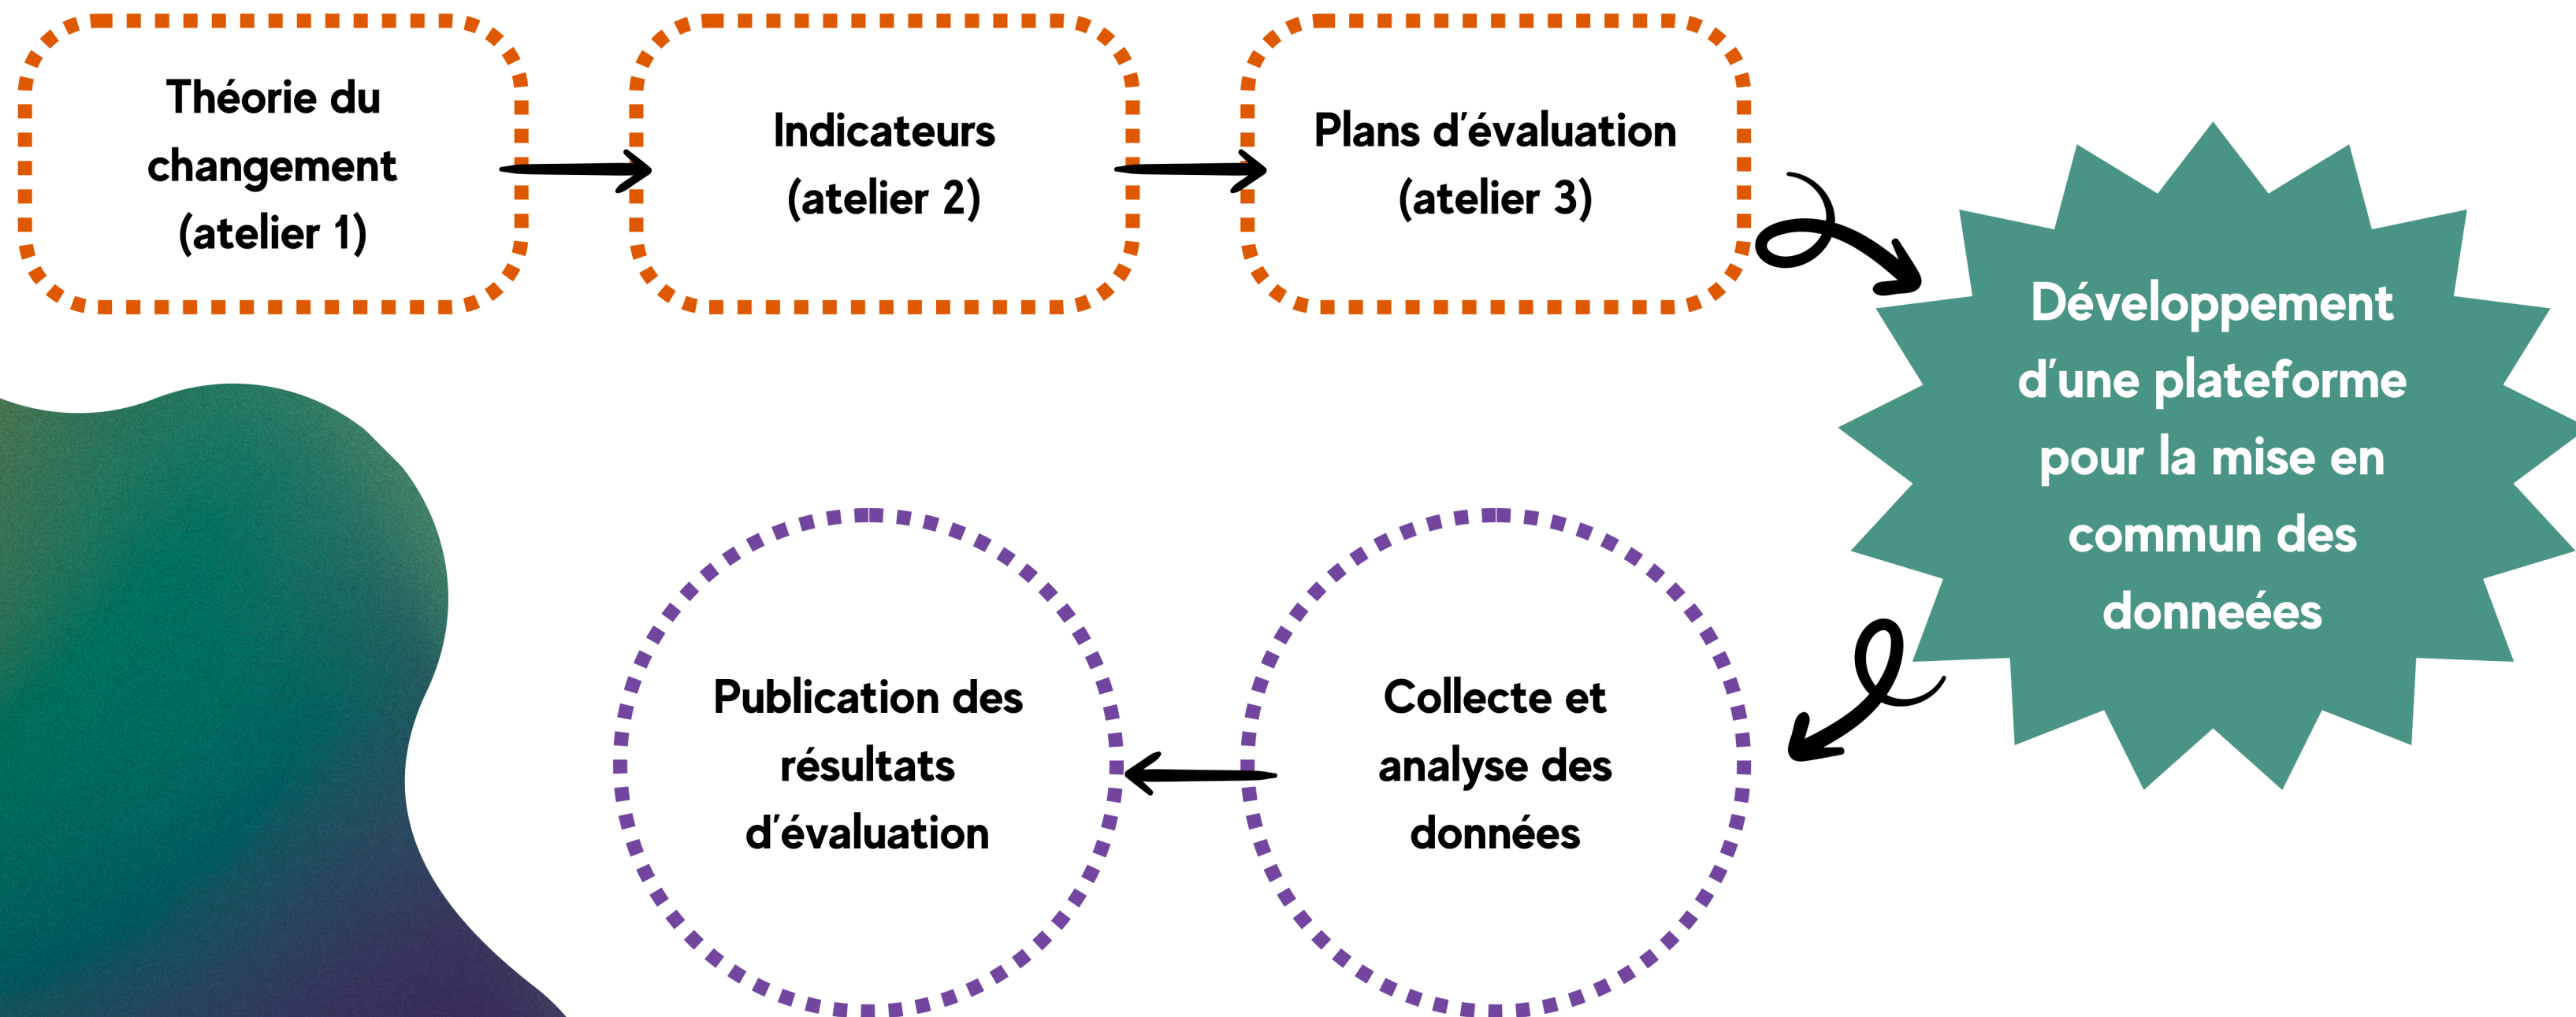 Théorie du
changement
(atelier 1)
Indicateurs
(atelier 2)
Plans d'évaluation
(atelier 3)
Développement
d'une plateforme
pour la mise en
commun des
donneées
Collecte et
analyse des
données
Publication des
résultats
d'évaluation